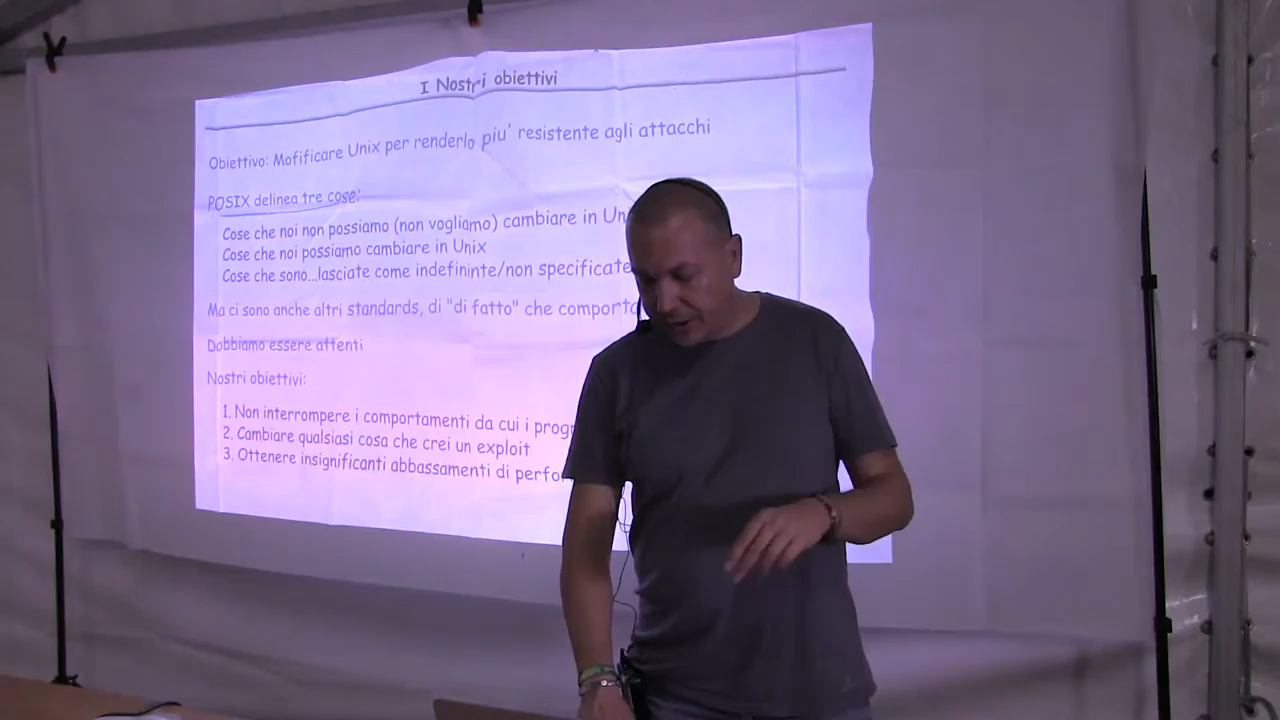 I Nostri obiettivi
Obiettivo: Mofificare Unix per renderlo piu' resistente agli attacchi
POSIX delinea tre cose:
Cose che noi non possiamo (non vogliamo) cambiare in
Cose che noi possiamo cambiare in Unix
Cose che sono...lasciate come indefininte/non specificate
Ma ci sono anche altri standards, di "di fatto" che
Dobbiamo essere attenti
Nostri obiettivi:
1. Non interrompere i comportamenti da cui i
2. Cambiare qualsiasi cosa che crei un exploit
3. Ottenere insignificanti abbassamenti di